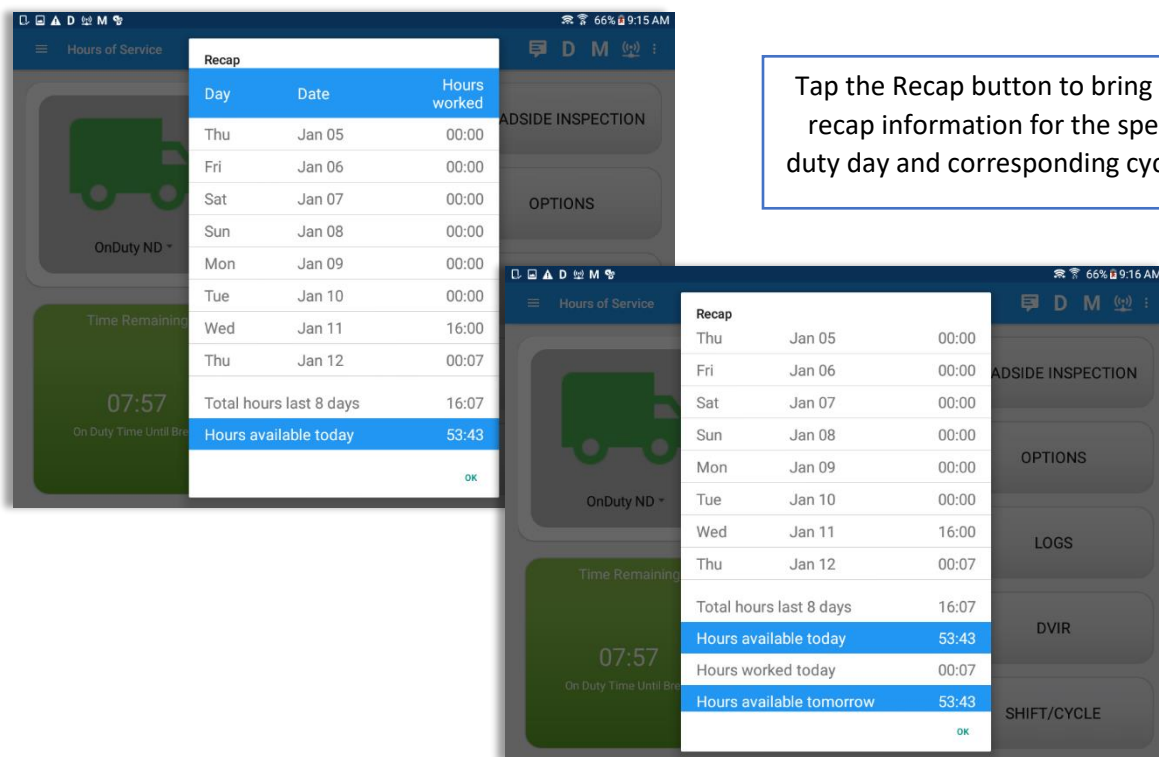 66% 9:15 AM
Hours of Service
D M
Recap
Day Date Hours worked
Thu Jan 05 00:00
Fri Jan 06 00:00
Sat Jan 07 00:00
Sun Jan 08 00:00
Mon Jan 09 00:00
Tue Jan 10 00:00
Wed Jan 11 16:00
Thu Jan 12 00:07
Total hours last 8 days 16:07
Hours available today 53:43
OK
OnDuty ND
Time Remaining
07:57
On Duty Time Until Bre
ADSIDE INSPECTION
OPTIONS
Tap the Recap button to bring
recap information for the spe
duty day and corresponding cyc
66% 9:16 AM
Hours of Service
D M
Recap
Thu Jan 05 00:00
Fri Jan 06 00:00
Sat Jan 07 00:00
Sun Jan 08 00:00
Mon Jan 09 00:00
Tue Jan 10 00:00
Wed Jan 11 16:00
Thu Jan 12 00:07
Total hours last 8 days 16:07
Hours available today 53:43
Hours worked today 00:07
Hours available tomorrow 53:43
OK
OnDuty ND
Time Remaining
07:57
On Duty Time Until Bre
ADSIDE INSPECTION
OPTIONS
LOGS
DVIR
SHIFT/CYCLE